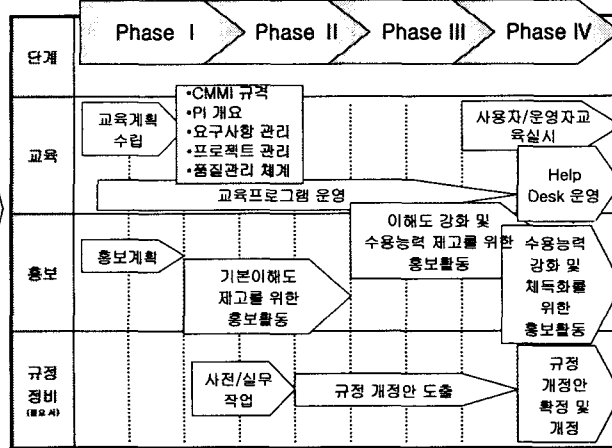 단계
Phase I
Phase II
Phase III
Phase IV
교육
교육계획
수립
•CMMI 규격
•PI 개요
•요구사항 관리
•프로젝트 관리
•품질관리 체계
사용자/운영자교
육실시
교육프로그램 운영
Help
Desk 운영
홍보
홍보계획
기본이해도
제고를 위한
홍보활동
이해도 강화 및
수용능력 제고를 위한
홍보활동
수용능력
강화 및
체득화를
위한
홍보활동
규정
정비
(필요시)
사전/실무
작업
규정 개정안 도출
규정
개정안
확정 및
개정